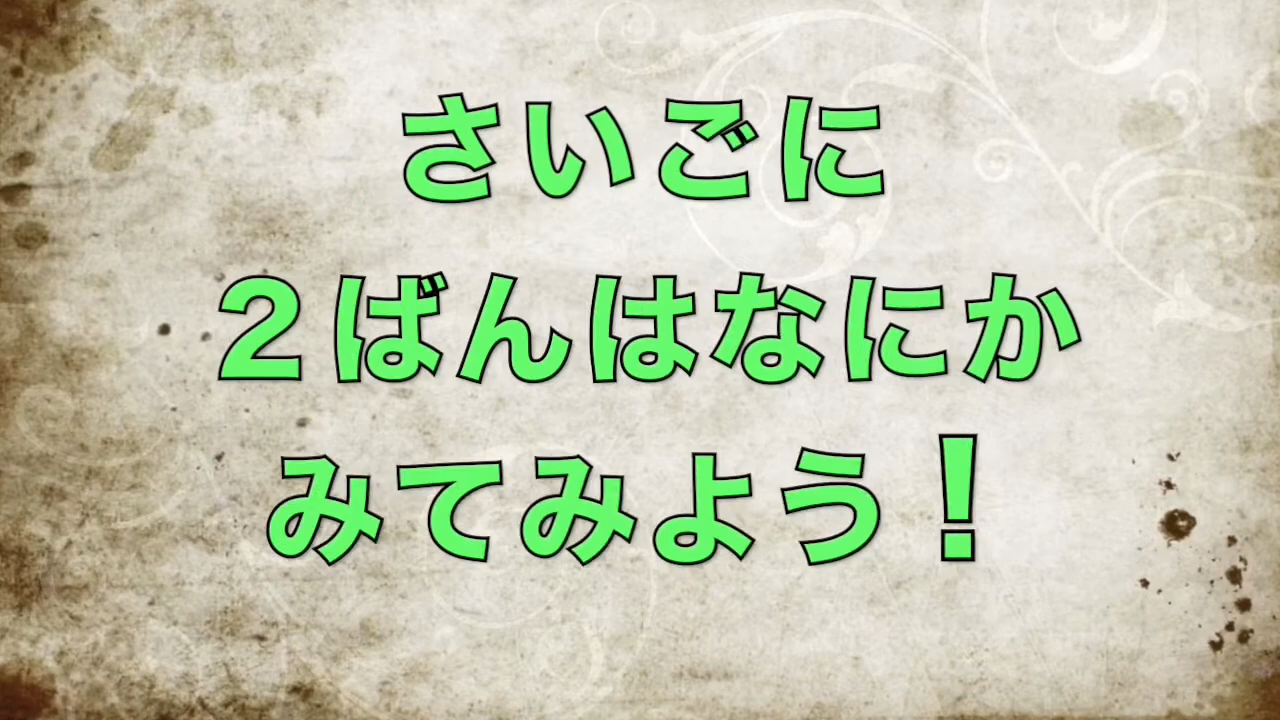 さいごに
２ばんはなにか
みてみよう！